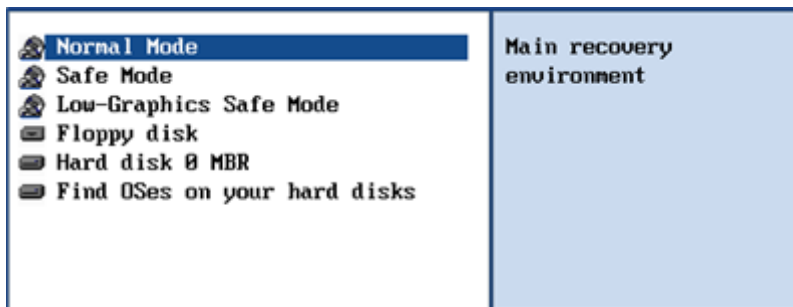 Normal Mode
Safe Mode
Low-Graphics Safe Mode
Floppy disk
Hard disk 0 MBR
Find OSes on your hard disks
Main recovery
environment